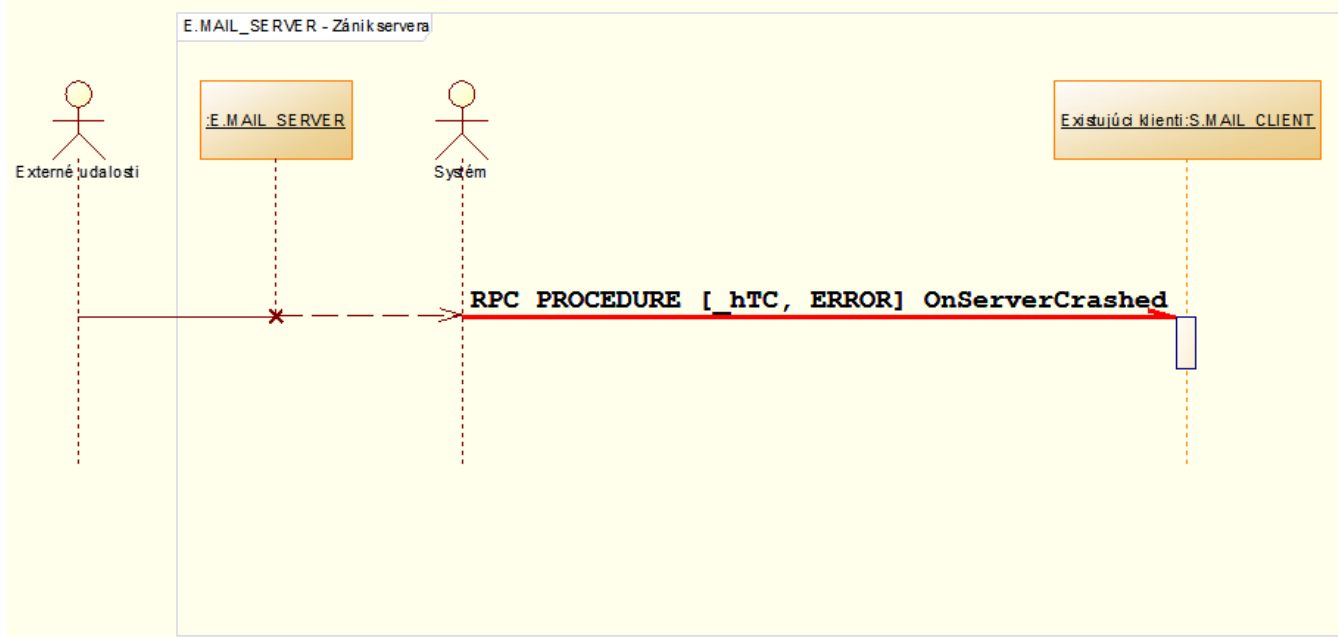 E.MAIL_SERVER - Zánik servera
:E.MAIL_SERVER
Existujúci klienti:S.MAIL_CLIENT
Externé udalosti
Systém
RPC PROCEDURE [_hTC, ERROR] OnServerCrashed